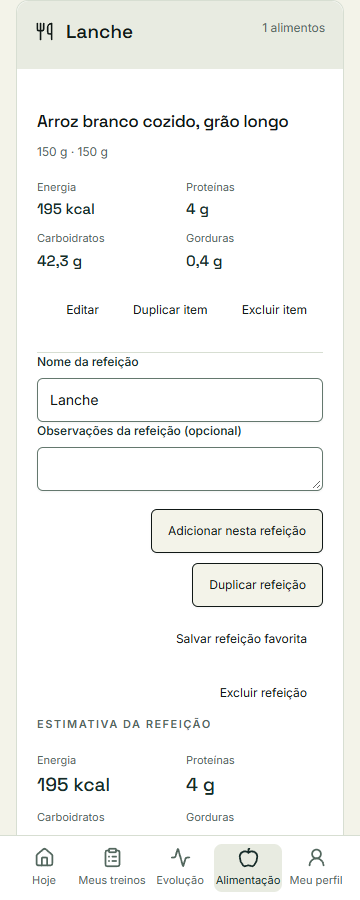 Lanche
1 alimentos
Arroz branco cozido, grão longo
150 g · 150 g
Energia Proteínas
195 kcal 4 g
Carboidratos Gorduras
42,3 g 0,4 g
Editar Duplicar item Excluir item
Nome da refeição
Lanche
Observações da refeição (opcional)
Adicionar nesta refeição
Duplicar refeição
Salvar refeição favorita
Excluir refeição
ESTIMATIVA DA REFEIÇÃO
Energia Proteínas
195 kcal 4 g
Carboidratos Gorduras
Hoje Meus treinos Evolução Alimentação Meu perfil